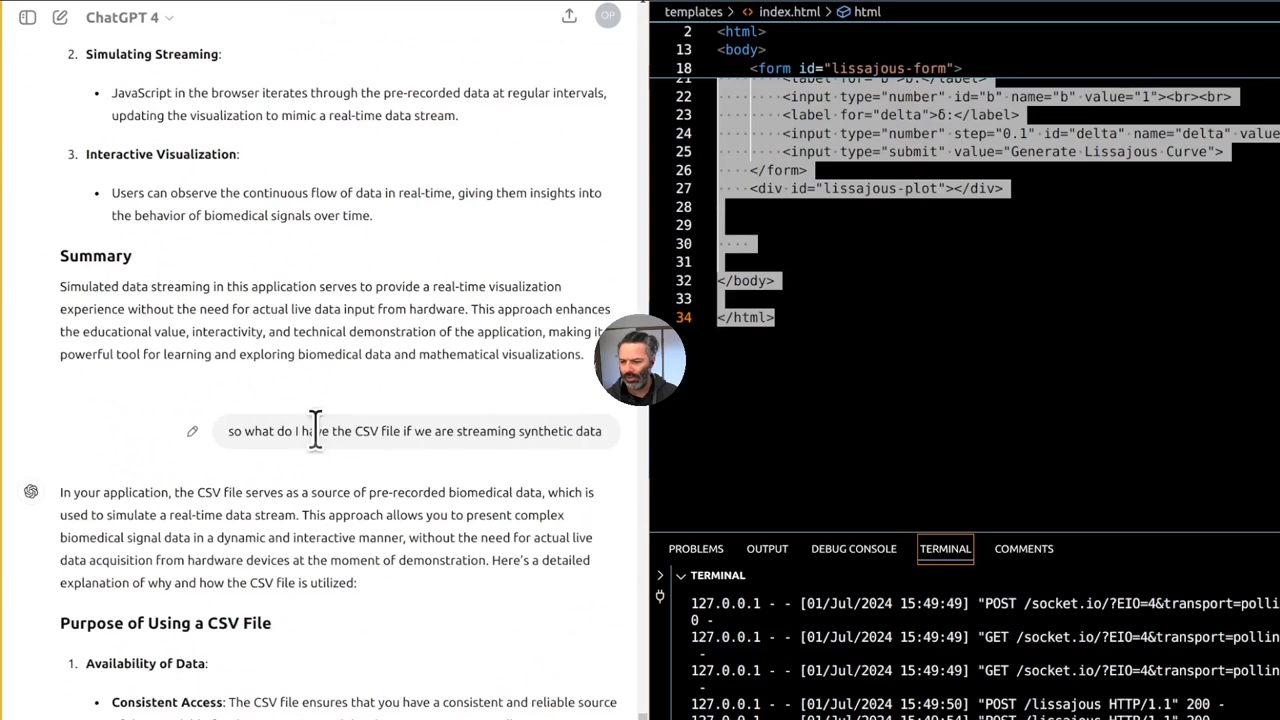 ChatGPT 4
OP
2. Simulating Streaming:
• JavaScript in the browser iterates through the pre-recorded data at regular intervals,
updating the visualization to mimic a real-time data stream.
3. Interactive Visualization:
• Users can observe the continuous flow of data in real-time, giving them insights into
the behavior of biomedical signals over time.
Summary
Simulated data streaming in this application serves to provide a real-time visualization
experience without the need for actual live data input from hardware. This approach enhances
the educational value, interactivity, and technical demonstration of the application, making it
powerful tool for learning and exploring biomedical data and mathematical visualizations.
so what do I have the CSV file if we are streaming synthetic data
In your application, the CSV file serves as a source of pre-recorded biomedical data, which is
used to simulate a real-time data stream. This approach allows you to present complex
biomedical signal data in a dynamic and interactive manner, without the need for actual live
data acquisition from hardware devices at the moment of demonstration. Here's a detailed
explanation of why and how the CSV file is utilized:
Purpose of Using a CSV File
1. Availability of Data:
• Consistent Access: The CSV file ensures that you have a consistent and reliable source
templates > index.html > html
2 <html>
13 <body>
18 <form id="lissajous-form">
22 <input type="number" id="b" name="b" value="1"><br><br>
23 <label for="delta">δ:</label>
24 <input type="number" step="0.1" id="delta" name="delta" value
25 <input type="submit" value="Generate Lissajous Curve">
26 </form>
27 <div id="lissajous-plot"></div>
28
29
30
31
32 </body>
33
34 </html>
PROBLEMS OUTPUT DEBUG CONSOLE TERMINAL COMMENTS
TERMINAL
127.0.0.1 - - [01/Jul/2024 15:49:49] "POST /socket.io/?EIO=4&transport=polli
0 -
127.0.0.1 - - [01/Jul/2024 15:49:49] "GET /socket.io/?EIO=4&transport=pollin
-
127.0.0.1 - - [01/Jul/2024 15:49:49] "GET /socket.io/?EIO=4&transport=pollin
-
127.0.0.1 - - [01/Jul/2024 15:49:50] "POST /lissajous HTTP/1.1" 200 -